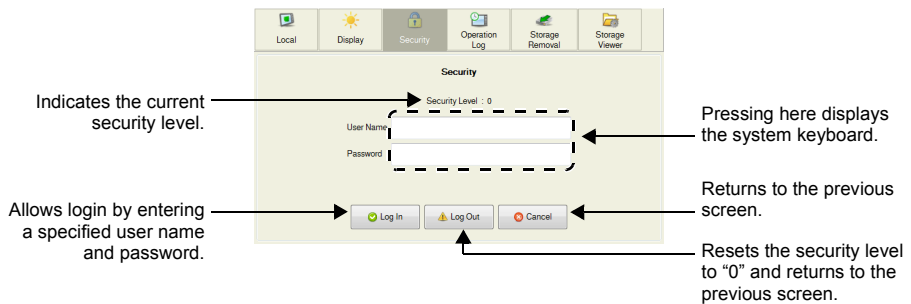 Local
Display
Security
Operation
Log
Storage
Removal
Storage
Viewer
Security
Indicates the current
security level.
Security Level : 0
User Name
Password
Pressing here displays
the system keyboard.
Allows login by entering
a specified user name
and password.
Log In
Log Out
Cancel
Returns to the previous
screen.
Resets the security level
to “0” and returns to the
previous screen.